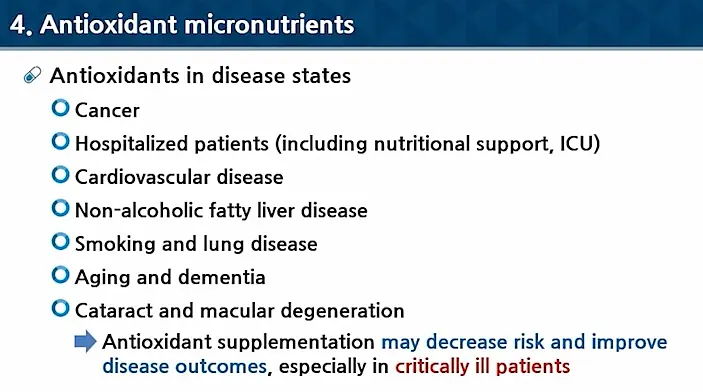 4. Antioxidant micronutrients
Antioxidants in disease states
Cancer
Hospitalized patients (including nutritional support, ICU)
Cardiovascular disease
Non-alcoholic fatty liver disease
Smoking and lung disease
Aging and dementia
Cataract and macular degeneration
Antioxidant supplementation may decrease risk and improve
disease outcomes, especially in critically ill patients